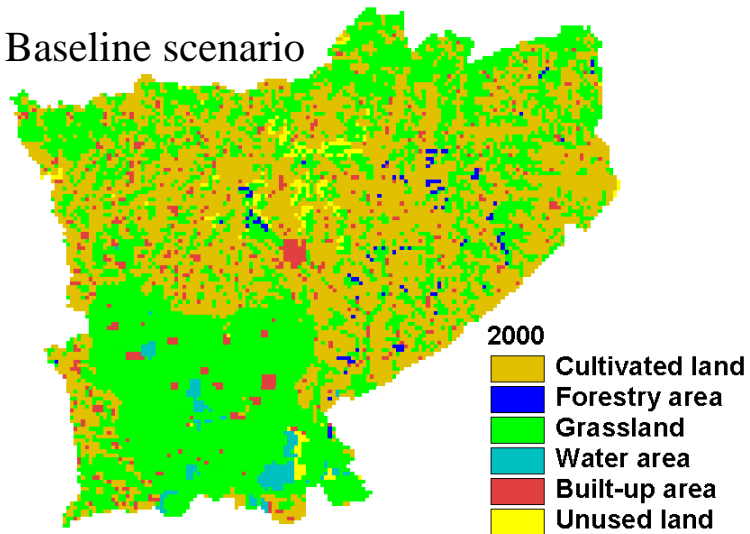 Baseline scenario
2000
Cultivated land
Forestry area
Grassland
Water area
Built-up area
Unused land